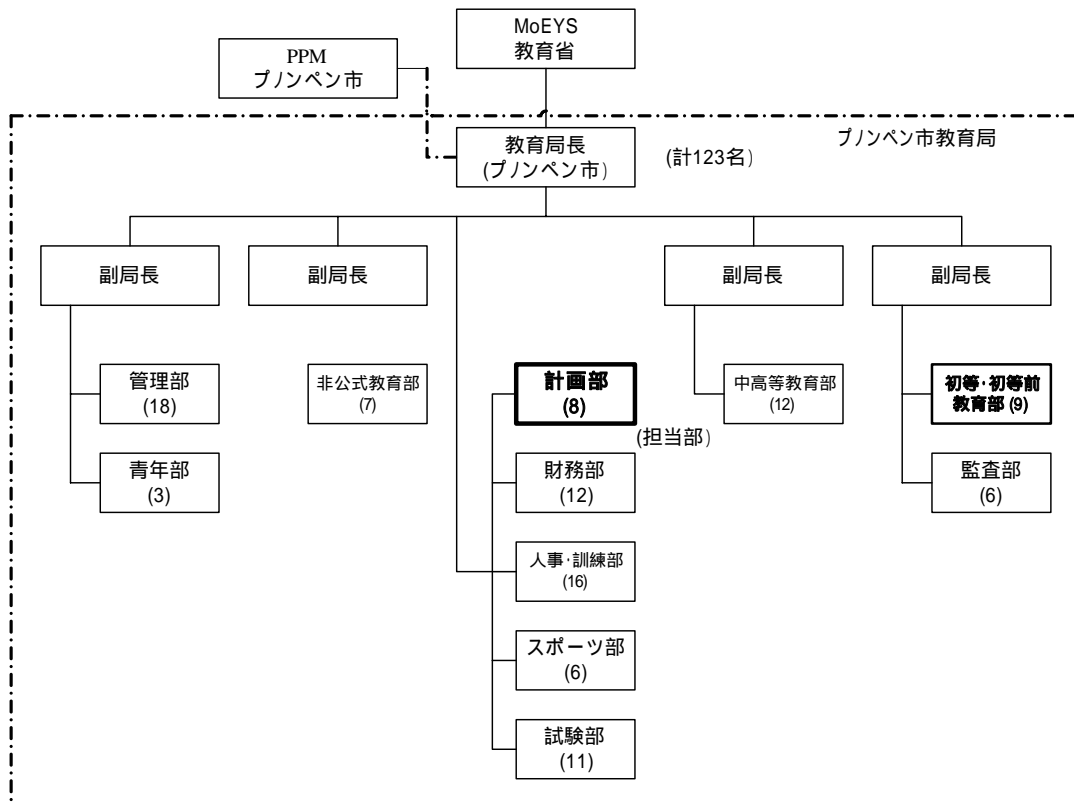 MoEYS
教育省
PPM
プノンペン市
プノンペン市教育局
教育局長
(プノンペン市)
(計123名)
副局長
副局長
副局長
副局長
管理部
(18)
非公式教育部
(7)
計画部
(8)
(担当部)
中高等教育部
(12)
初等･初等前
教育部 (9)
青年部
(3)
財務部
(12)
監査部
(6)
人事･訓練部
(16)
スポーツ部
(6)
試験部
(11)